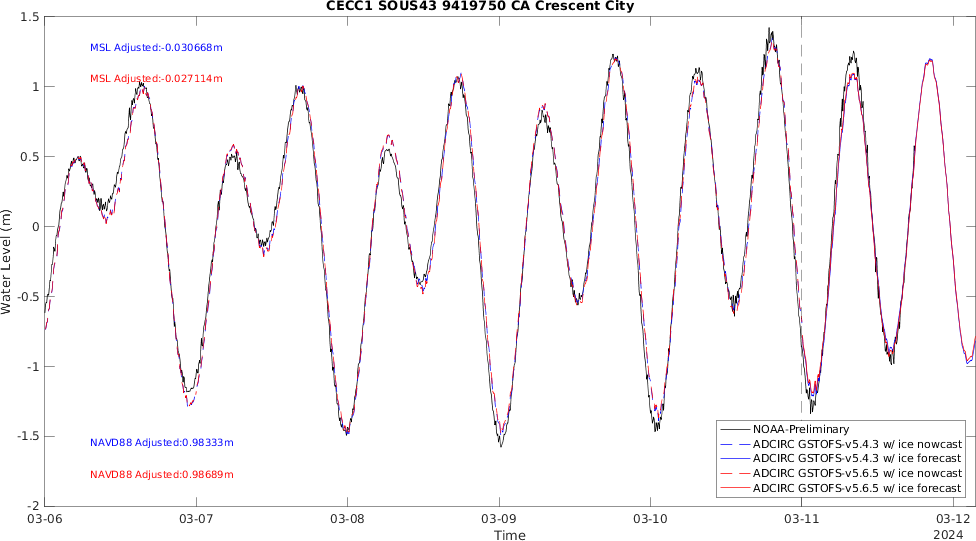 CECC1 SOUS43 9419750 CA Crescent City
1.5
MSL Adjusted:-0.030668m
MSL Adjusted:-0.027114m
1
0.5
0
Water Level (m)
-0.5
-1
-1.5
NAVD88 Adjusted:0.98333m
NAVD88 Adjusted:0.98689m
-2
NOAA-Preliminary
ADCIRC GSTOFS-v5.4.3 w/ ice nowcast
ADCIRC GSTOFS-v5.4.3 w/ ice forecast
ADCIRC GSTOFS-v5.6.5 w/ ice nowcast
ADCIRC GSTOFS-v5.6.5 w/ ice forecast
03-06 03-07 03-08 03-09 03-10 03-11 03-12
2024
Time